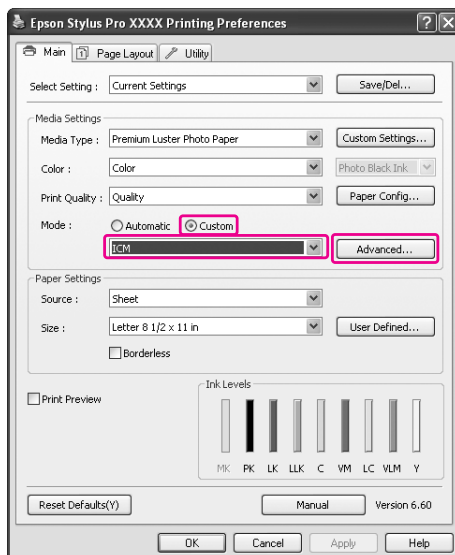 Epson Stylus Pro XXXX Printing Preferences
Main Page Layout Utility
Select Setting : Current Settings Save/Del...
Media Settings
Media Type : Premium Luster Photo Paper Custom Settings...
Color : Color Photo Black Ink
Print Quality : Quality Paper Config...
Mode : Automatic Custom
ICM Advanced...
Paper Settings
Source : Sheet
Size : Letter 8 1/2 x 11 in User Defined...
Borderless
Print Preview
Ink Levels
MK PK LK LLK C VM LC VLM Y
Reset Defaults(Y) Manual Version 6.60
OK Cancel Apply Help